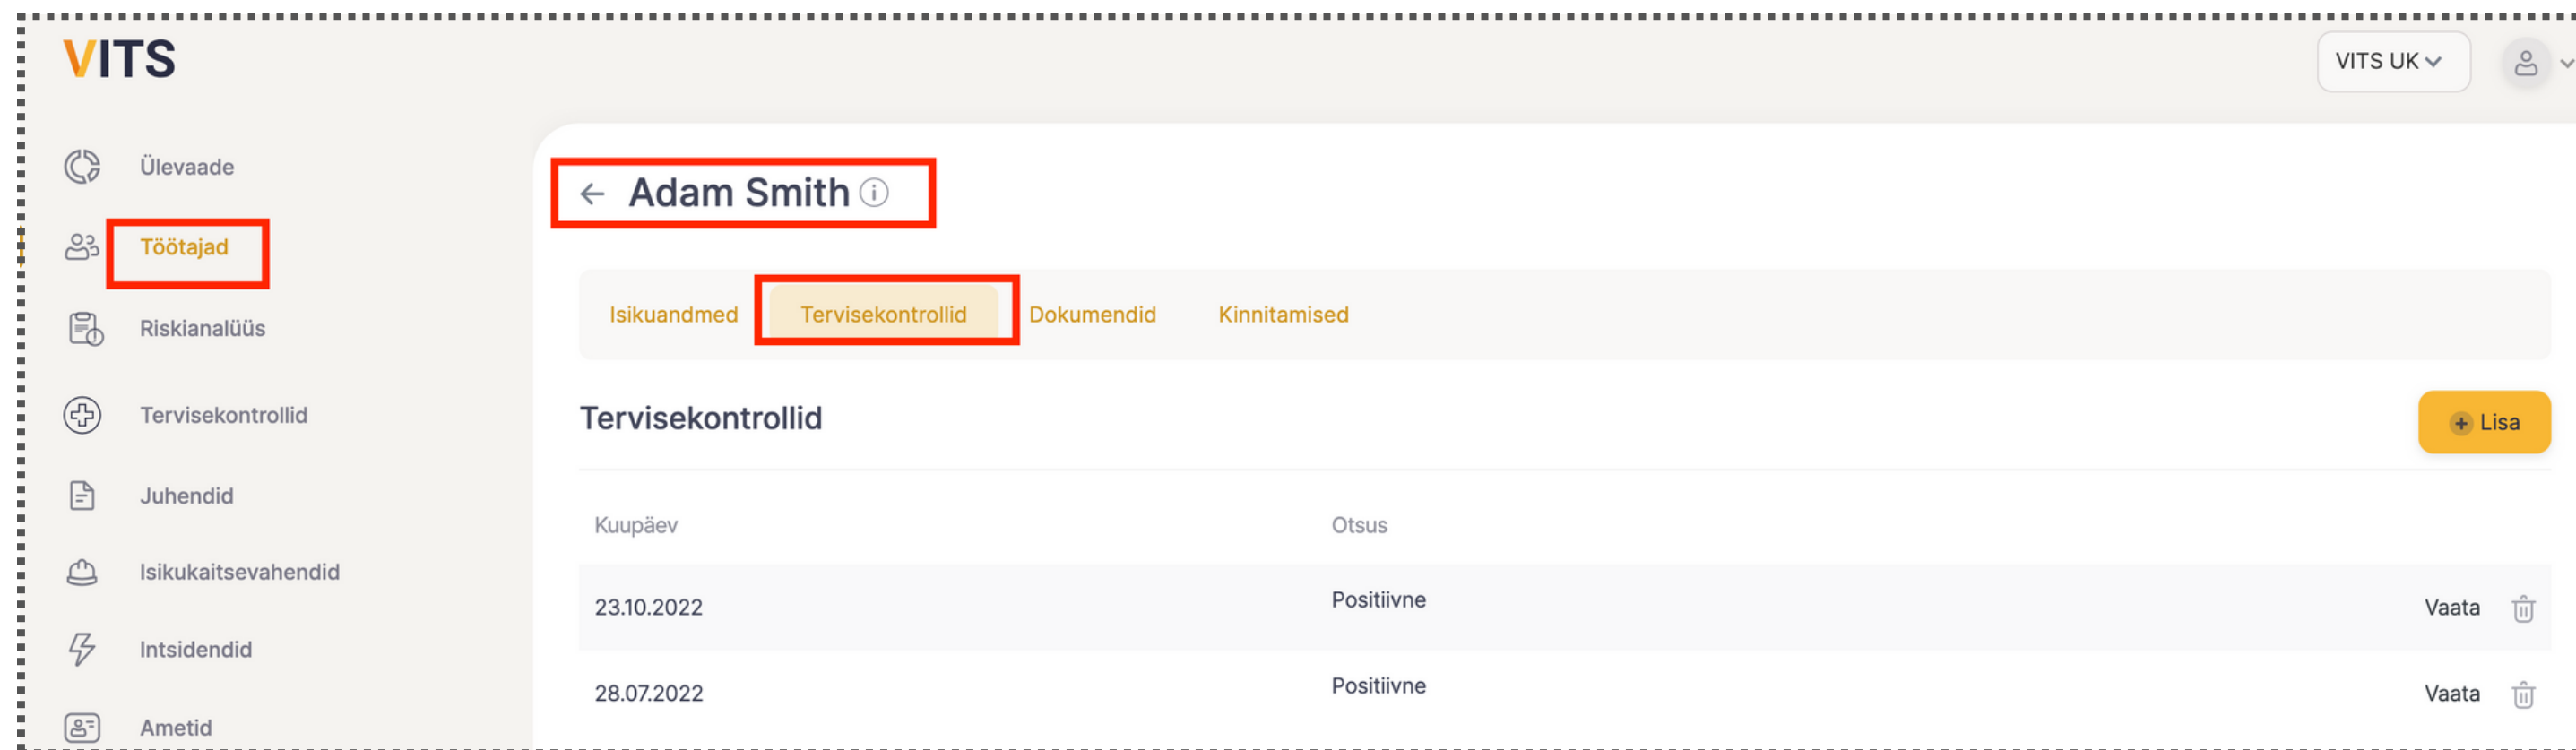 VITS
VITS UK
Ülevaade
Töötajad
Riskianalüüs
Tervisekontrollid
Juhendid
Isikukaitsevahendid
Intsidendid
Ametid
Adam Smith
Isikuandmed Tervisekontrollid Dokumendid Kinnitamised
Tervisekontrollid
+ Lisa
Kuupäev Otsus
23.10.2022 Positiivne Vaata
28.07.2022 Positiivne Vaata